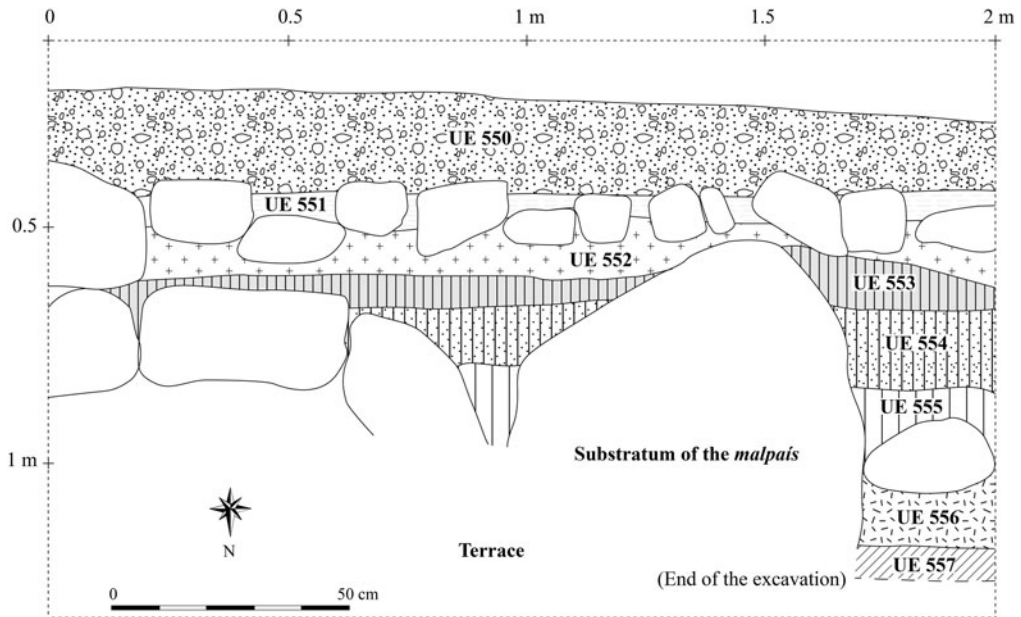 0 0.5 1 m 1.5 2 m
UE 550
UE 551
0.5
UE 552
UE 553
UE 554
UE 555
Substratum of the malpaís
1 m
UE 556
N
Terrace
UE 557
(End of the excavation)
0 50 cm